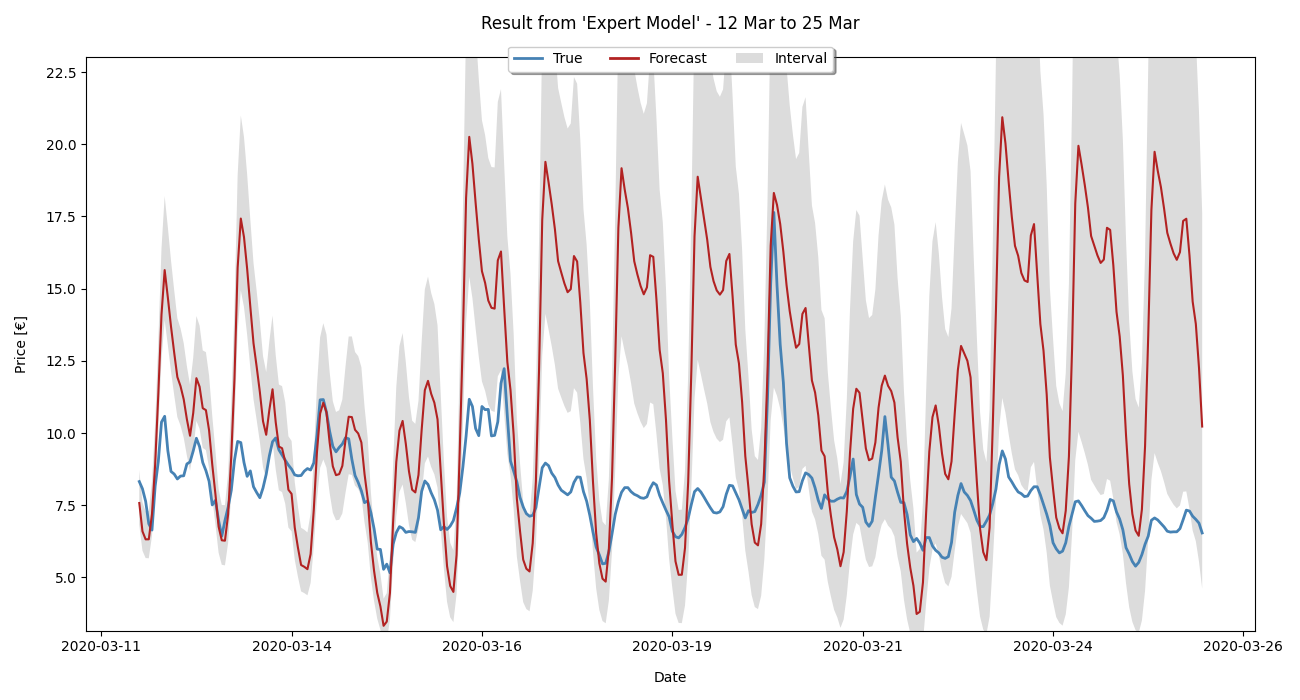 Result from 'Expert Model' - 12 Mar to 25 Mar
True Forecast Interval
Price [€]
22.5
20.0
17.5
15.0
12.5
10.0
7.5
5.0
2020-03-11 2020-03-14 2020-03-16 2020-03-19 2020-03-21 2020-03-24 2020-03-26
Date